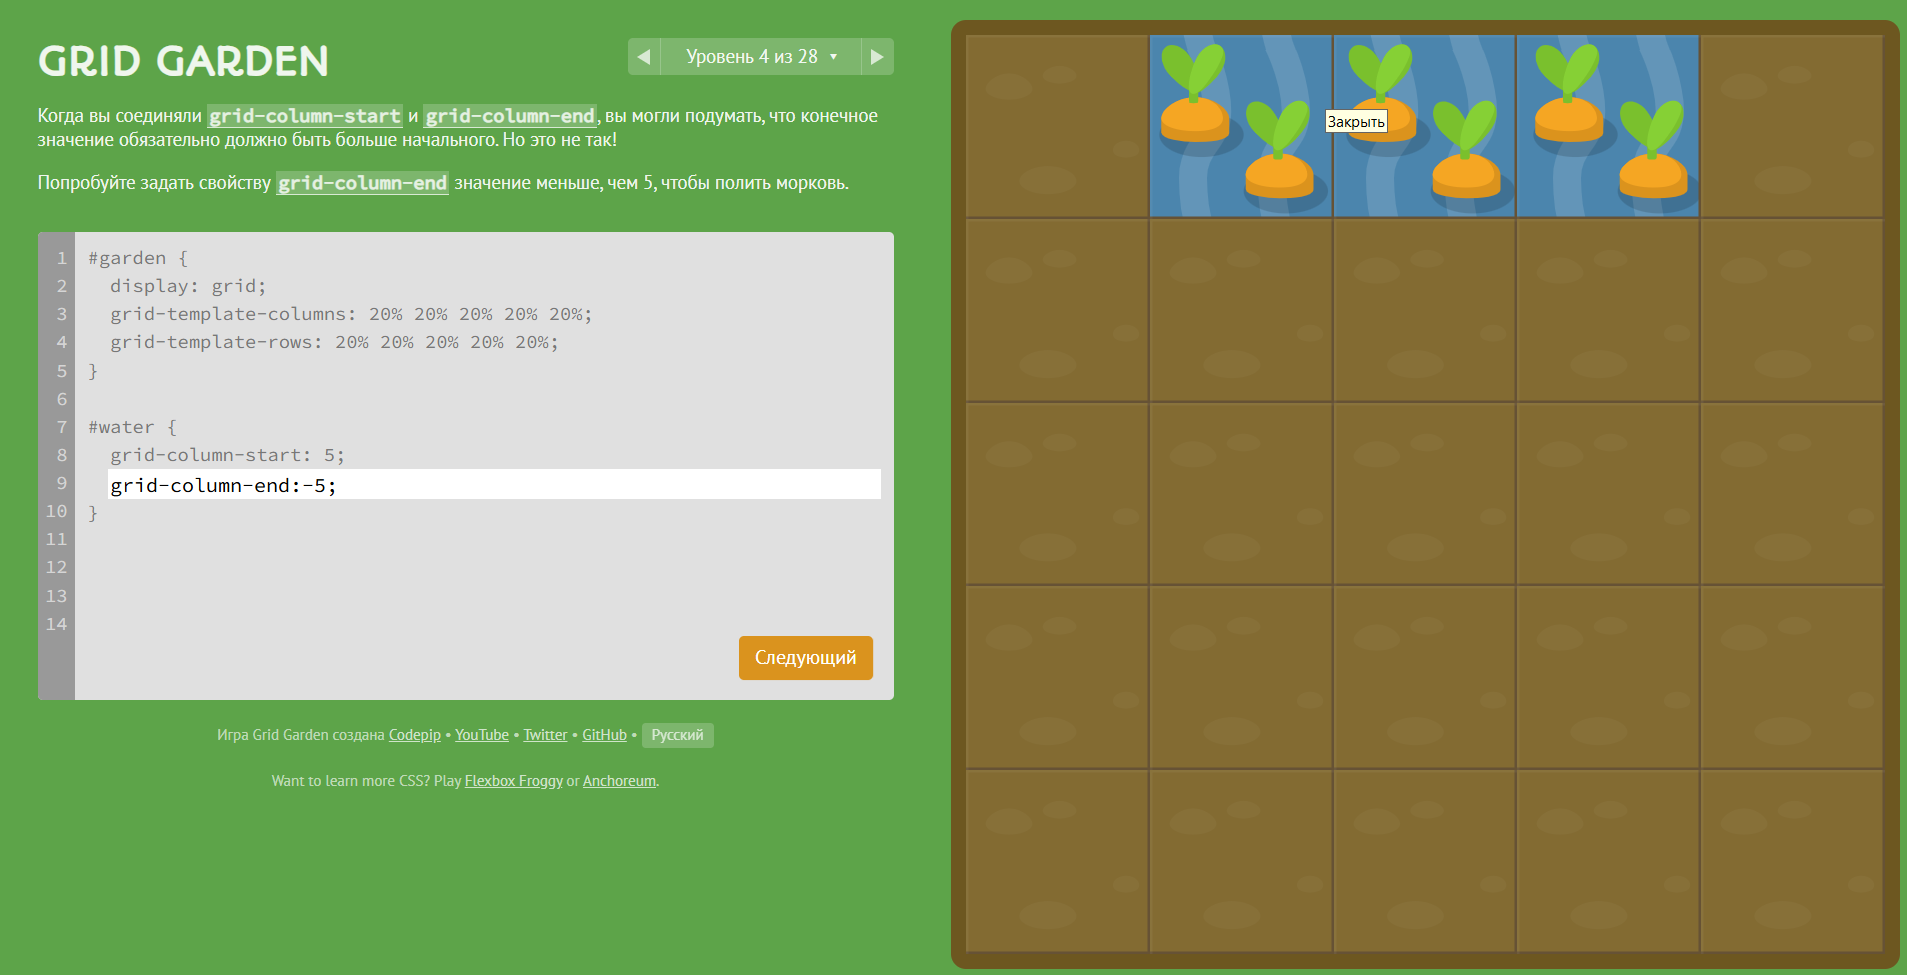 GRID GARDEN
◀ Уровень 4 из 28 ▼ ▶
Когда вы соединяли grid-column-start и grid-column-end, вы могли подумать, что конечное
значение обязательно должно быть больше начального. Но это не так!
Попробуйте задать свойству grid-column-end значение меньше, чем 5, чтобы полить морковь.
1 #garden {
2 display: grid;
3 grid-template-columns: 20% 20% 20% 20% 20%;
4 grid-template-rows: 20% 20% 20% 20% 20%;
5 }
6
7 #water {
8 grid-column-start: 5;
9 grid-column-end:-5;
10 }
11
12
13
14
Следующий
Игра Grid Garden создана Codepip • YouTube • Twitter • GitHub • Русский
Want to learn more CSS? Play Flexbox Froggy or Anchoreum.
Закрыть